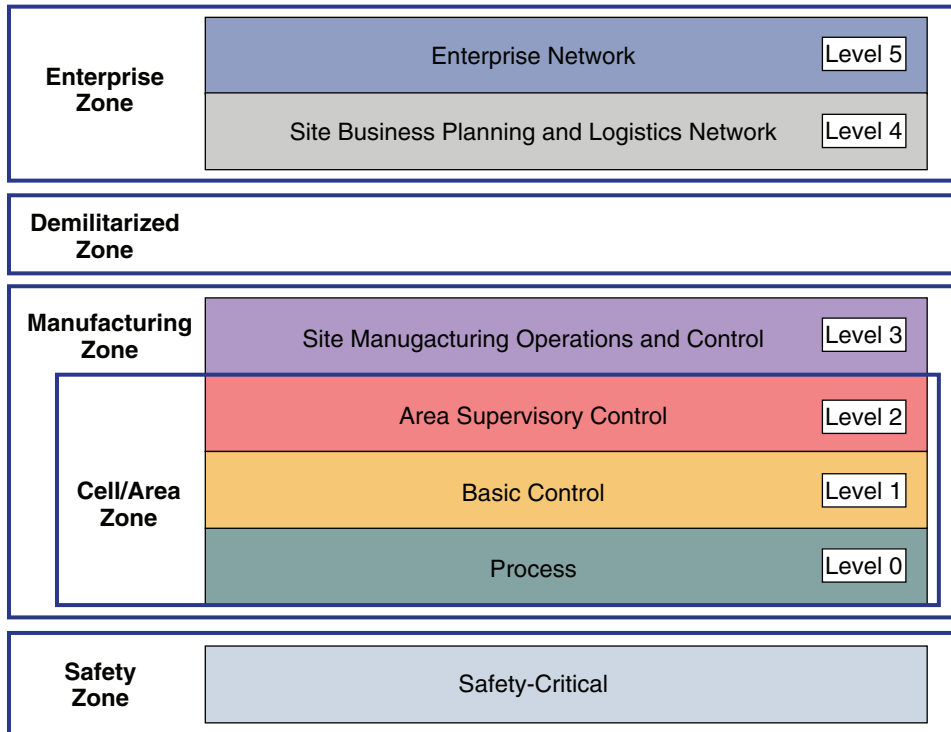 Enterprise
Zone
Enterprise Network
Level 5
Site Business Planning and Logistics Network
Level 4
Demilitarized
Zone
Manufacturing
Zone
Site Manugacturing Operations and Control
Level 3
Cell/Area
Zone
Area Supervisory Control
Level 2
Basic Control
Level 1
Process
Level 0
Safety
Zone
Safety-Critical